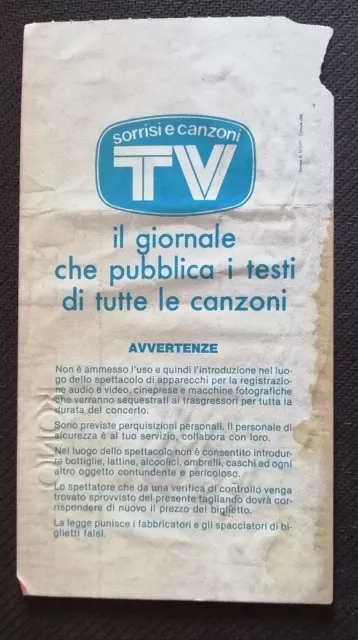 sorrisi e canzoni
TV
il giornale
che pubblica i testi
di tutte le canzoni
AVVERTENZE
Non è ammesso l'uso e quindi l'introduzione nel luo-
go dello spettacolo di apparecchi per la registrazio-
ne audio e video, cineprese e macchine fotografiche
che verranno sequestrati ai trasgressori per tutta la
durata del concerto.
Sono previste perquisizioni personali. Il personale di
sicurezza è al tuo servizio, collabora con loro.
Nel luogo dello spettacolo non è consentito introdur-
re bottiglie, lattine, alcoolici, ombrelli, caschi ed ogni
altro oggetto contundente e pericoloso.
Lo spettatore che da una verifica di controllo venga
trovato sprovvisto del presente tagliando dovrà cor-
rispondere di nuovo il prezzo del biglietto.
La legge punisce i fabbricatori e gli spacciatori di bi-
glietti falsi.